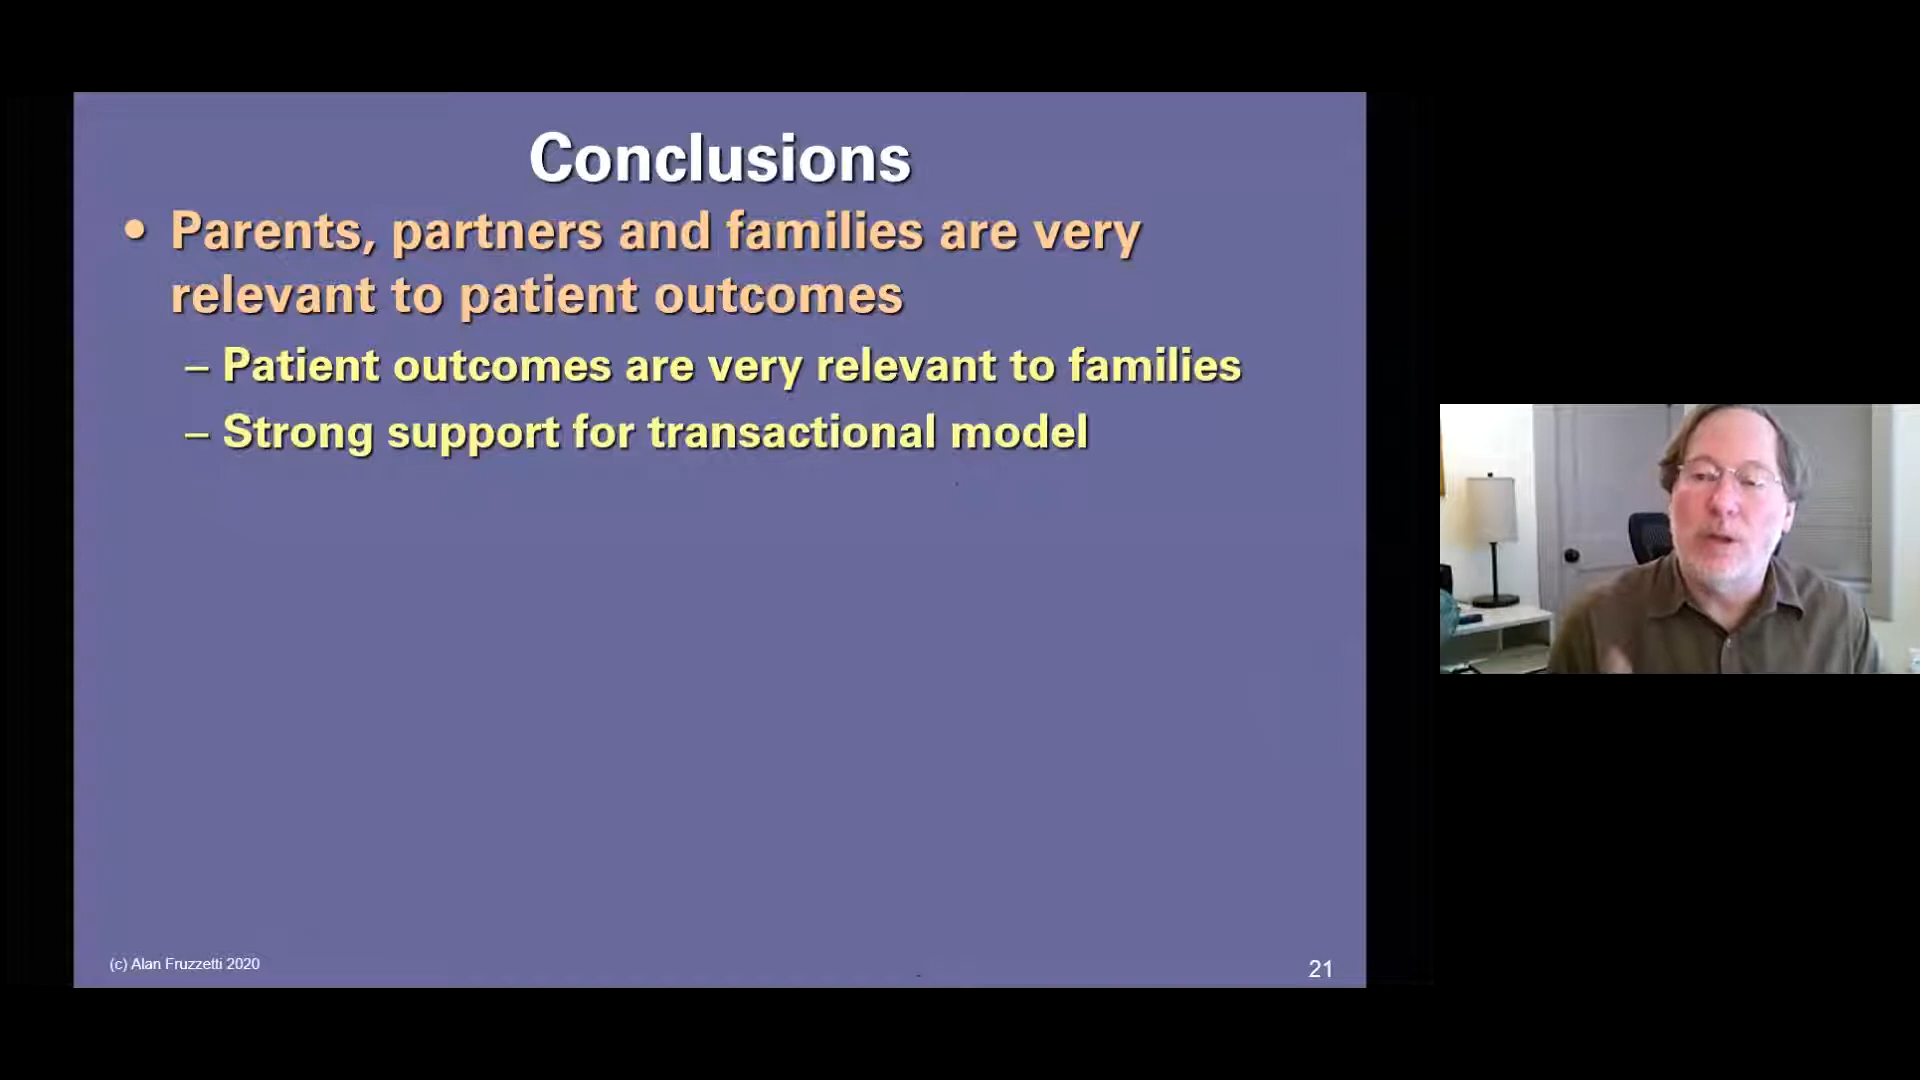 Conclusions
• Parents, partners and families are very
relevant to patient outcomes
– Patient outcomes are very relevant to families
– Strong support for transactional model
(c) Alan Fruzzetti 2020
21